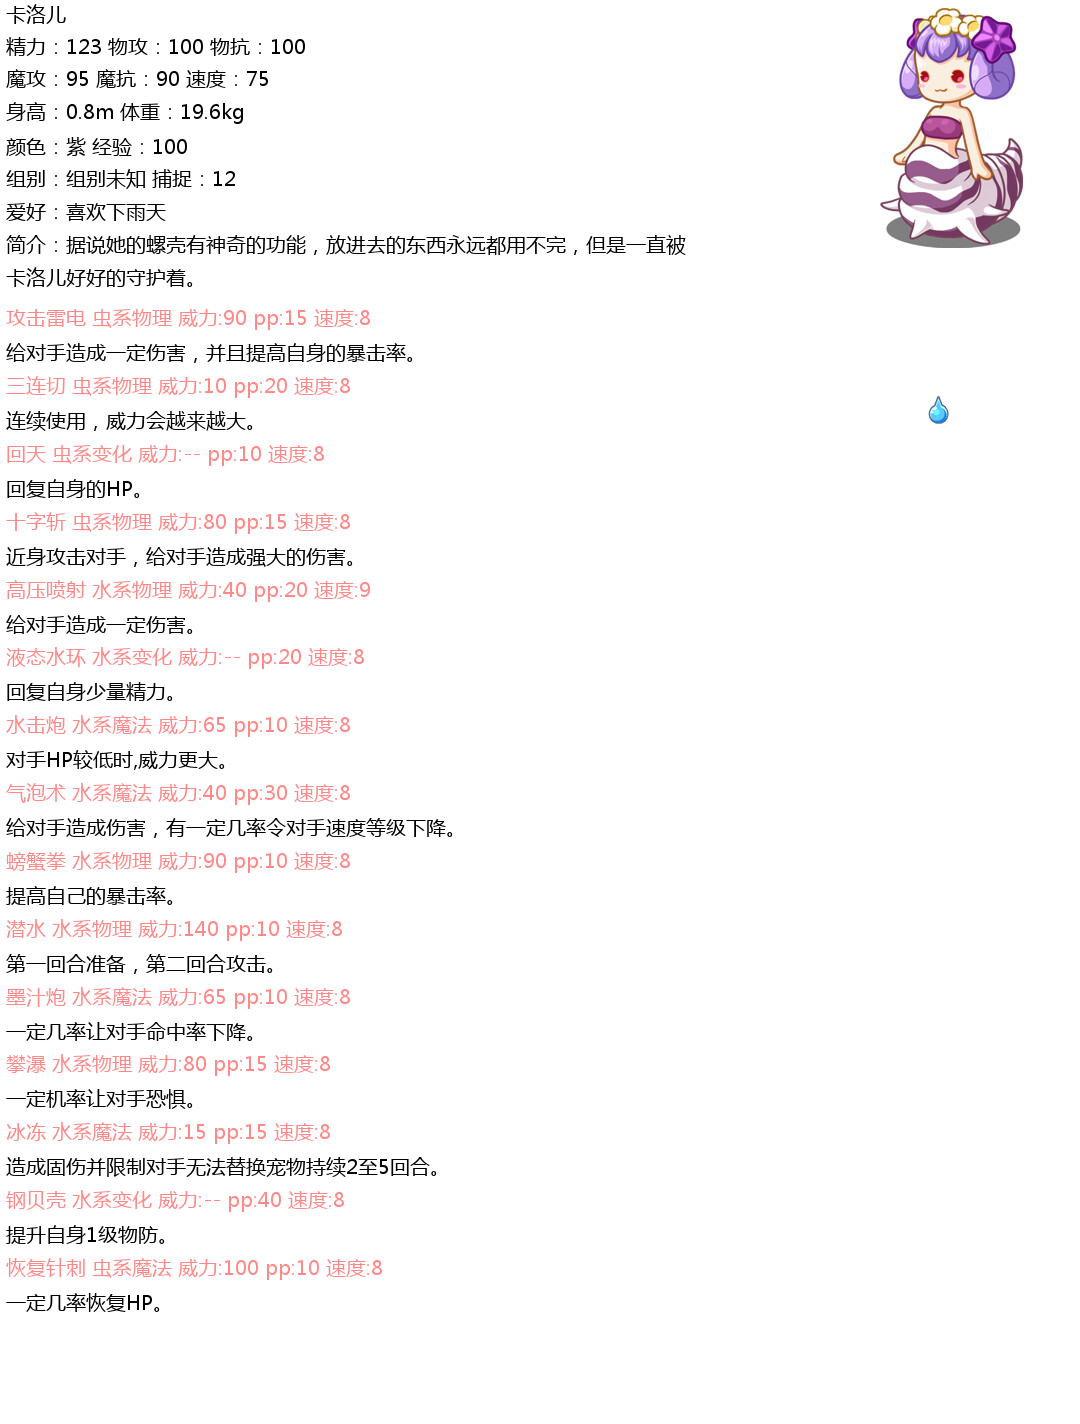 卡洛儿
精力：123 物攻：100 物抗：100
魔攻：95 魔抗：90 速度：75
身高：0.8m 体重：19.6kg
颜色：紫 经验：100
组别：组别未知 捕捉：12
爱好：喜欢下雨天
简介：据说她的螺壳有神奇的功能，放进去的东西永远都用不完，但是一直被
卡洛儿好好的守护着。
攻击雷电 虫系物理 威力:90 pp:15 速度:8
给对手造成一定伤害，并且提高自身的暴击率。
三连切 虫系物理 威力:10 pp:20 速度:8
连续使用，威力会越来越大。
回天 虫系变化 威力:-- pp:10 速度:8
回复自身的HP。
十字斩 虫系物理 威力:80 pp:15 速度:8
近身攻击对手，给对手造成强大的伤害。
高压喷射 水系物理 威力:40 pp:20 速度:9
给对手造成一定伤害。
液态水环 水系变化 威力:-- pp:20 速度:8
回复自身少量精力。
水击炮 水系魔法 威力:65 pp:10 速度:8
对手HP较低时,威力更大。
气泡术 水系魔法 威力:40 pp:30 速度:8
给对手造成伤害，有一定几率令对手速度等级下降。
螃蟹拳 水系物理 威力:90 pp:10 速度:8
提高自己的暴击率。
潜水 水系物理 威力:140 pp:10 速度:8
第一回合准备，第二回合攻击。
墨汁炮 水系魔法 威力:65 pp:10 速度:8
一定几率让对手命中率下降。
攀瀑 水系物理 威力:80 pp:15 速度:8
一定机率让对手恐惧。
冰冻 水系魔法 威力:15 pp:15 速度:8
造成固伤并限制对手无法替换宠物持续2至5回合。
钢贝壳 水系变化 威力:-- pp:40 速度:8
提升自身1级物防。
恢复针刺 虫系魔法 威力:100 pp:10 速度:8
一定几率恢复HP。